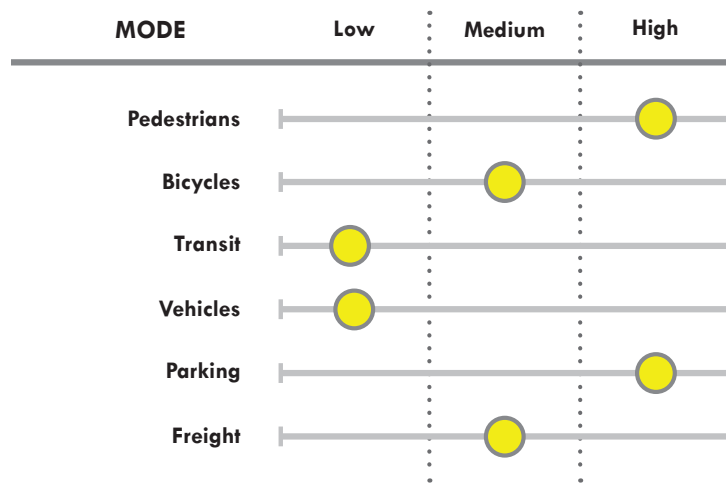 MODE Low Medium High
Pedestrians
Bicycles
Transit
Vehicles
Parking
Freight